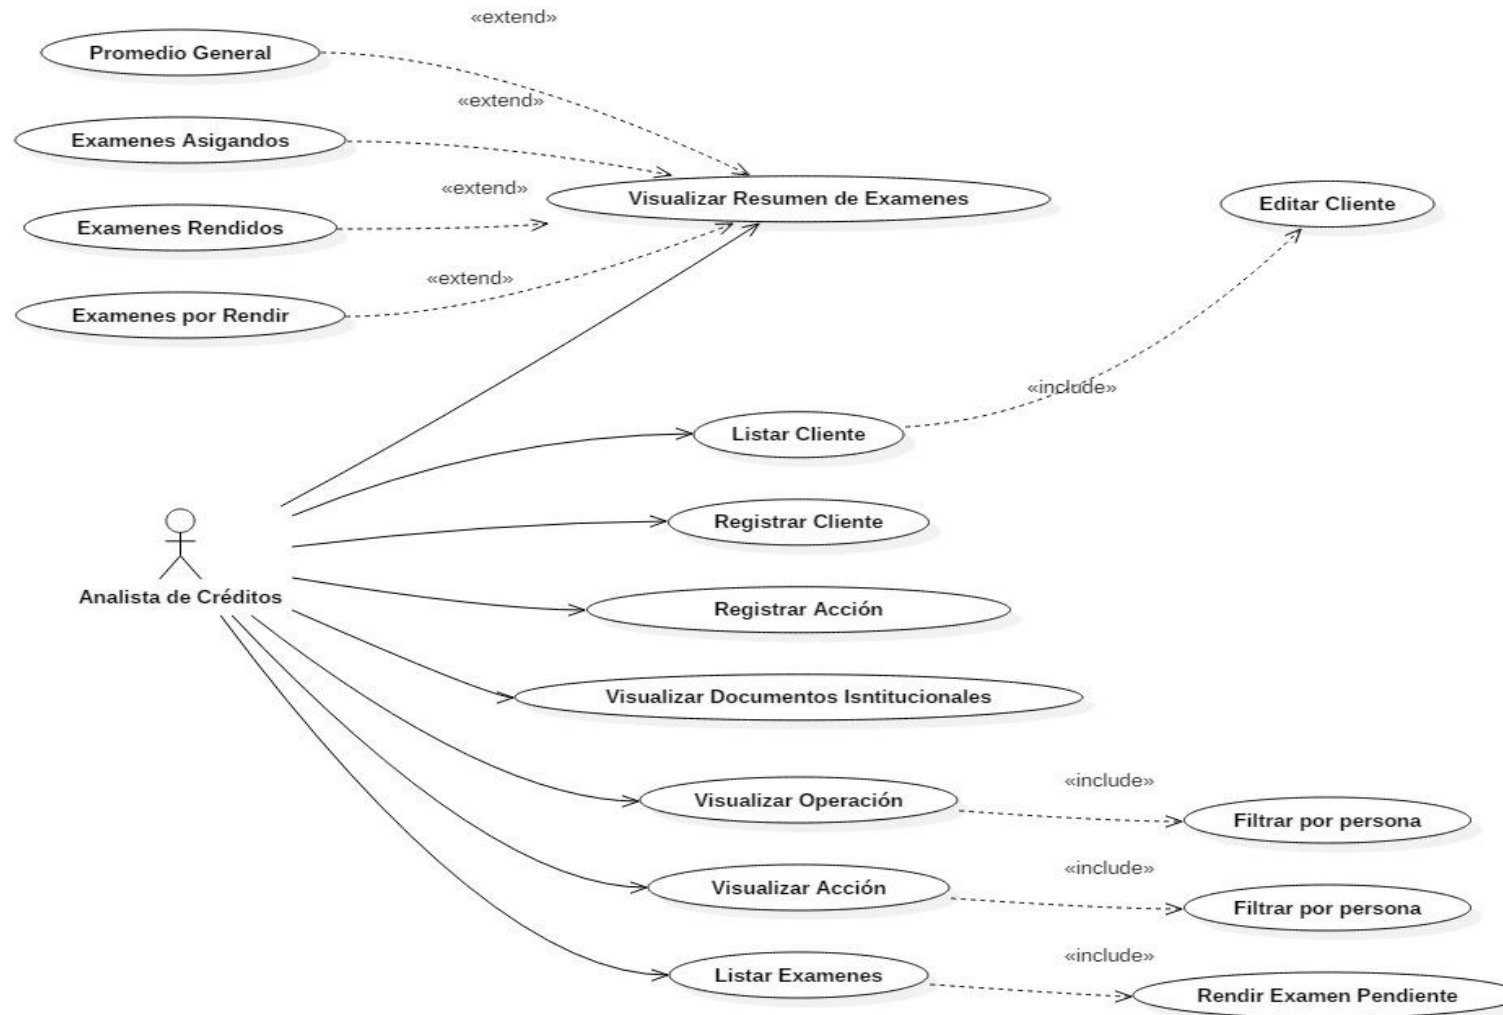 «extend»
Promedio General
«extend»
Examenes Asigandos
«extend»
Visualizar Resumen de Examenes
Editar Cliente
Examenes Rendidos
«extend»
Examenes por Rendir
«include»
Listar Cliente
Registrar Cliente
Analista de Créditos
Registrar Acción
Visualizar Documentos Isntitucionales
«include»
Visualizar Operación
Filtrar por persona
«include»
Visualizar Acción
Filtrar por persona
«include»
Listar Examenes
Rendir Examen Pendiente